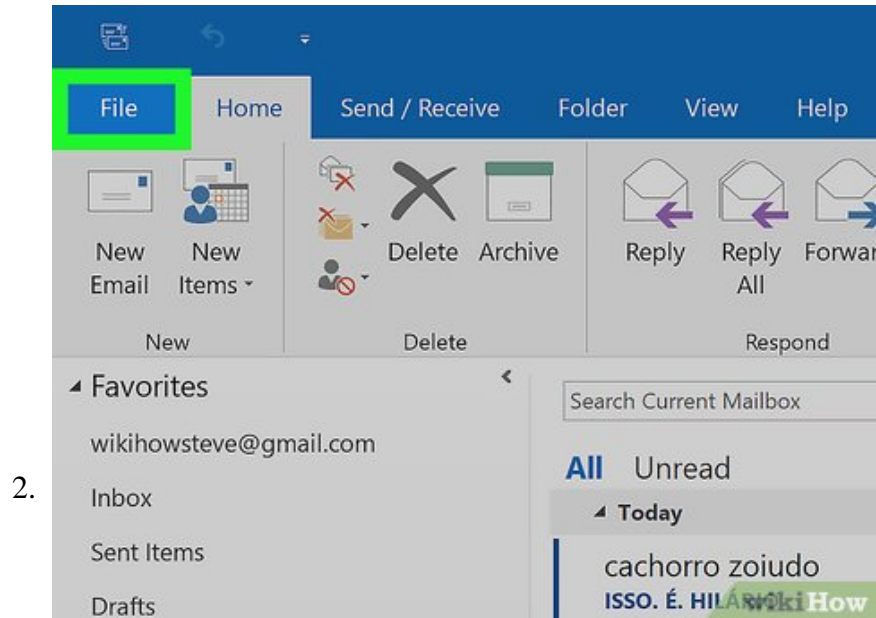 File Home Send / Receive Folder View Help
New Email New Items Delete Archive Reply Reply All
New Delete Respond
Favorites
Search Current Mailbox
wikihowsteve@gmail.com
All Unread
2.
Inbox
Today
Sent Items
cachorro zoiudo
Drafts
ISSO. É.
wikiHow